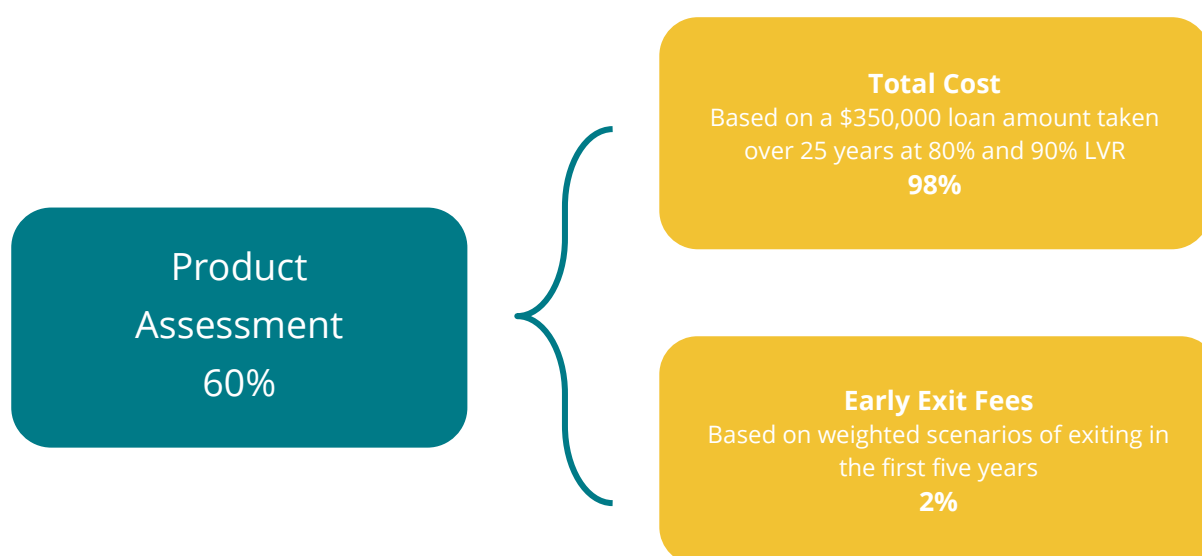 Product
Assessment
60%
Total Cost
Based on a $350,000 loan amount taken
over 25 years at 80% and 90% LVR
98%
Early Exit Fees
Based on weighted scenarios of exiting in
the first five years
2%